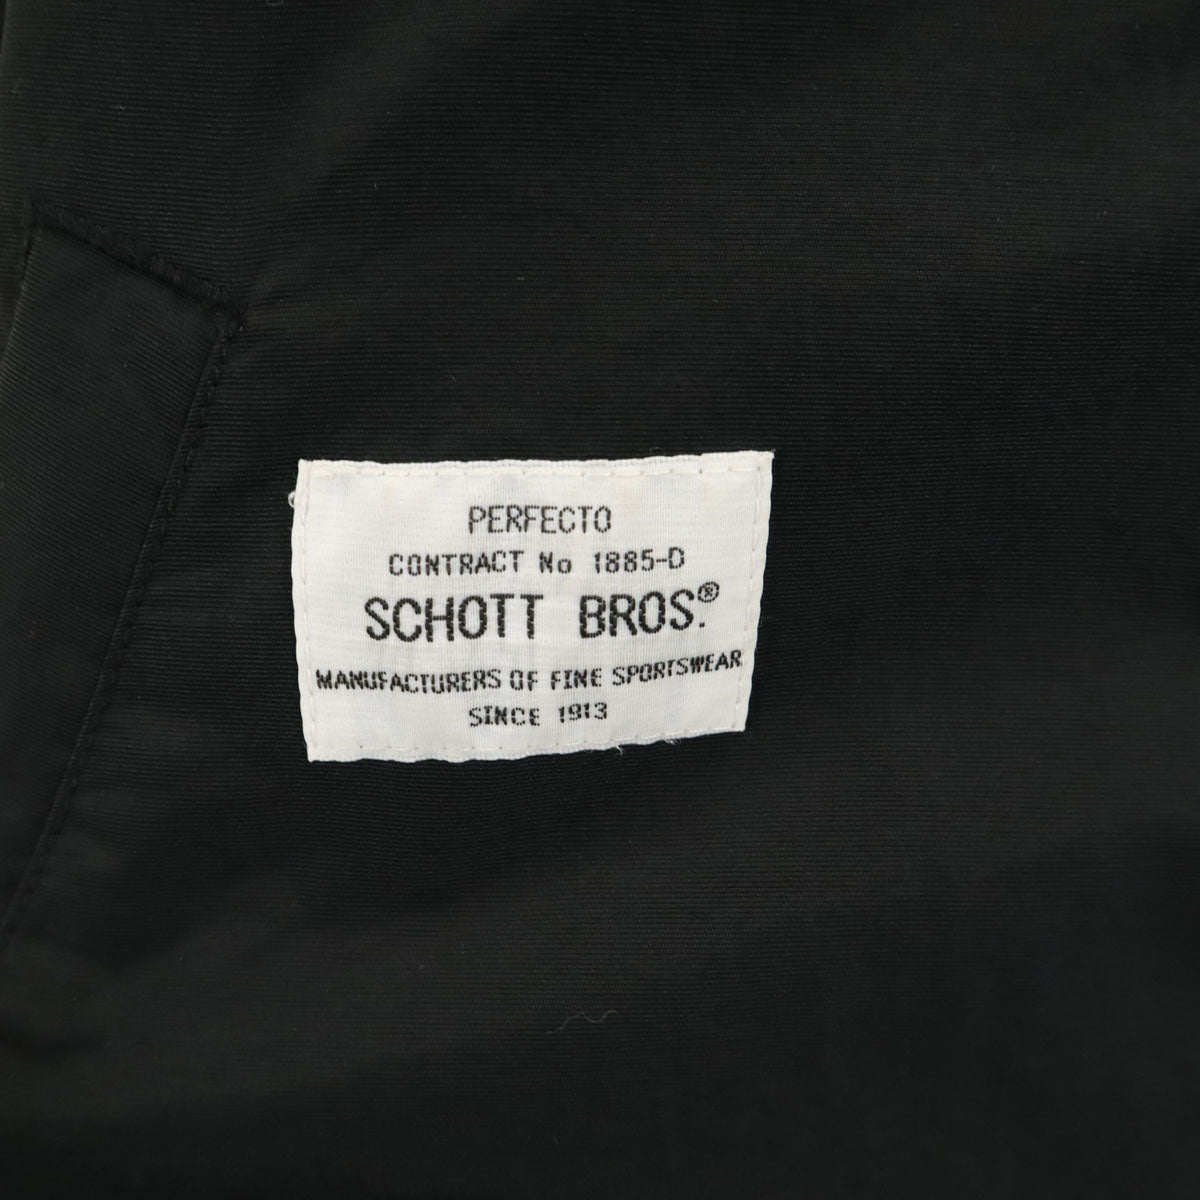 PERFECTO
CONTRACT No 1885-D
SCHOTT BROS.®
MANUFACTURERS OF FINE SPORTSWEAR
SINCE 1913